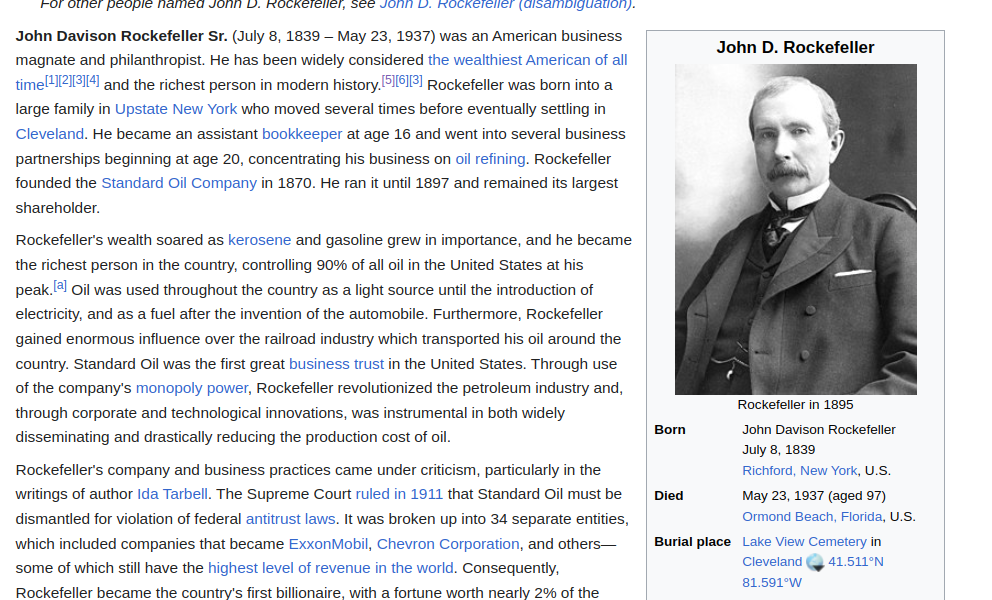 For other people named John D. Rockefeller, see John D. Rockefeller (disambiguation).
John Davison Rockefeller Sr. (July 8, 1839 – May 23, 1937) was an American business
magnate and philanthropist. He has been widely considered the wealthiest American of all
time[1][2][3][4] and the richest person in modern history.[5][6][3] Rockefeller was born into a
large family in Upstate New York who moved several times before eventually settling in
Cleveland. He became an assistant bookkeeper at age 16 and went into several business
partnerships beginning at age 20, concentrating his business on oil refining. Rockefeller
founded the Standard Oil Company in 1870. He ran it until 1897 and remained its largest
shareholder.
Rockefeller's wealth soared as kerosene and gasoline grew in importance, and he became
the richest person in the country, controlling 90% of all oil in the United States at his
peak.[a] Oil was used throughout the country as a light source until the introduction of
electricity, and as a fuel after the invention of the automobile. Furthermore, Rockefeller
gained enormous influence over the railroad industry which transported his oil around the
country. Standard Oil was the first great business trust in the United States. Through use
of the company's monopoly power, Rockefeller revolutionized the petroleum industry and,
through corporate and technological innovations, was instrumental in both widely
disseminating and drastically reducing the production cost of oil.
Rockefeller's company and business practices came under criticism, particularly in the
writings of author Ida Tarbell. The Supreme Court ruled in 1911 that Standard Oil must be
dismantled for violation of federal antitrust laws. It was broken up into 34 separate entities,
which included companies that became ExxonMobil, Chevron Corporation, and others—
some of which still have the highest level of revenue in the world. Consequently,
Rockefeller became the country's first billionaire, with a fortune worth nearly 2% of the
John D. Rockefeller
Rockefeller in 1895
Born John Davison Rockefeller
July 8, 1839
Richford, New York, U.S.
Died May 23, 1937 (aged 97)
Ormond Beach, Florida, U.S.
Burial place Lake View Cemetery in
Cleveland 41.511°N
81.591°W